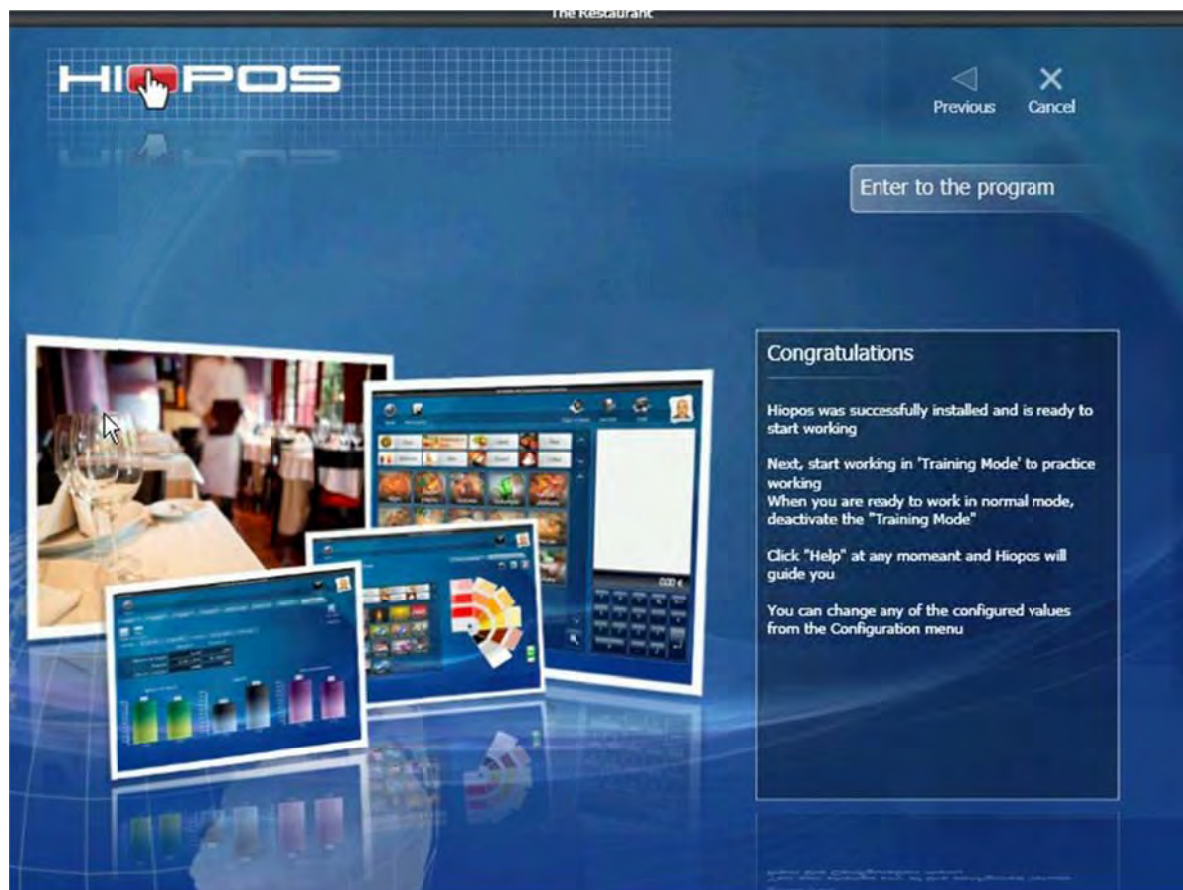 The Restaurant
HIOPOS
Previous
Cancel
Enter to the program
Congratulations
Hiopos was successfully installed and is ready to
start working
Next, start working in 'Training Mode' to practice
working
When you are ready to work in normal mode,
deactivate the "Training Mode"
Click "Help" at any momeant and Hiopos will
guide you
You can change any of the configured values
from the Configuration menu
0.00 €